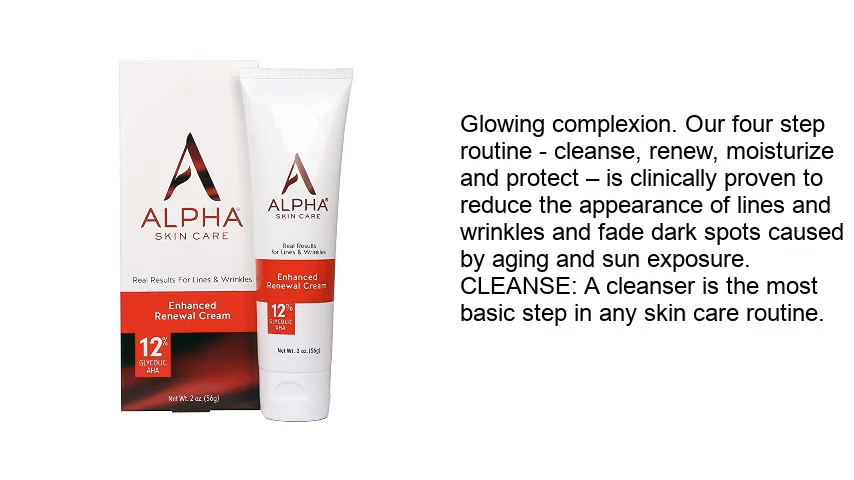 ALPHA®
SKIN CARE
Real Results For Lines & Wrinkles
Enhanced
Renewal Cream
12%
GLYCOLIC
AHA
Net Wt. 2 oz. (56g)
ALPHA®
SKIN CARE
Real Results
for Lines & Wrinkles
Enhanced
Renewal Cream
12%
GLYCOLIC
AHA
Net Wt. 2 oz. (56g)
Glowing complexion. Our four step
routine - cleanse, renew, moisturize
and protect – is clinically proven to
reduce the appearance of lines and
wrinkles and fade dark spots caused
by aging and sun exposure.
CLEANSE: A cleanser is the most
basic step in any skin care routine.